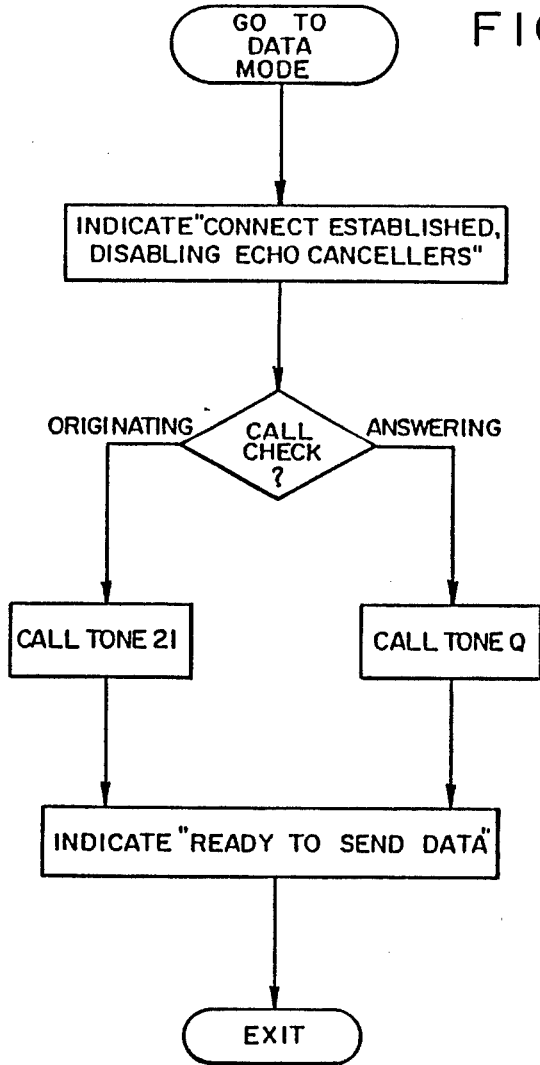 GO TO
DATA
MODE
FIG
INDICATE "CONNECT ESTABLISHED,
DISABLING ECHO CANCELLERS"
ORIGINATING
CALL
CHECK
?
ANSWERING
CALL TONE 21
CALL TONE Q
INDICATE "READY TO SEND DATA"
EXIT